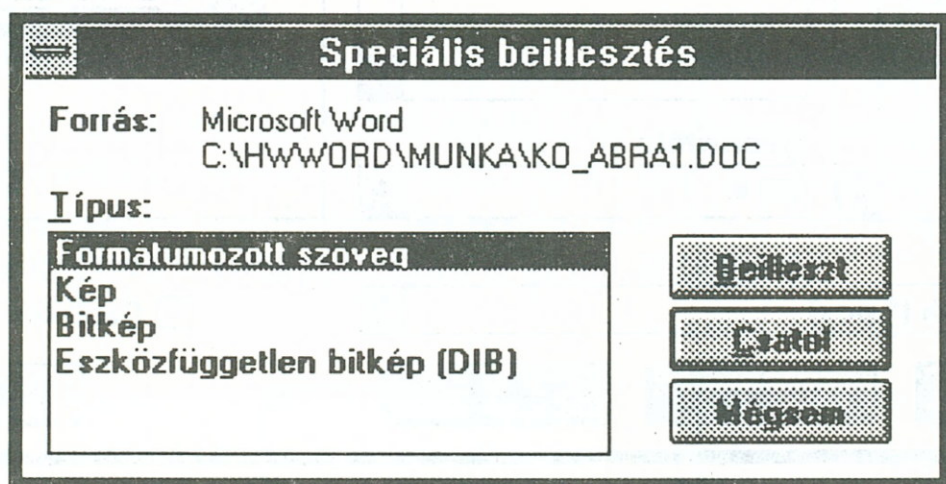 Speciális beillesztés
Forrás: Microsoft Word
C:\HWWORD\MUNKA\KO_ABRA1.DOC
Típus:
Formátumozott szöveg
Kép
Bitkép
Eszközfüggetlen bitkép (DIB)
Beilleszt
Csatol
Mégsem